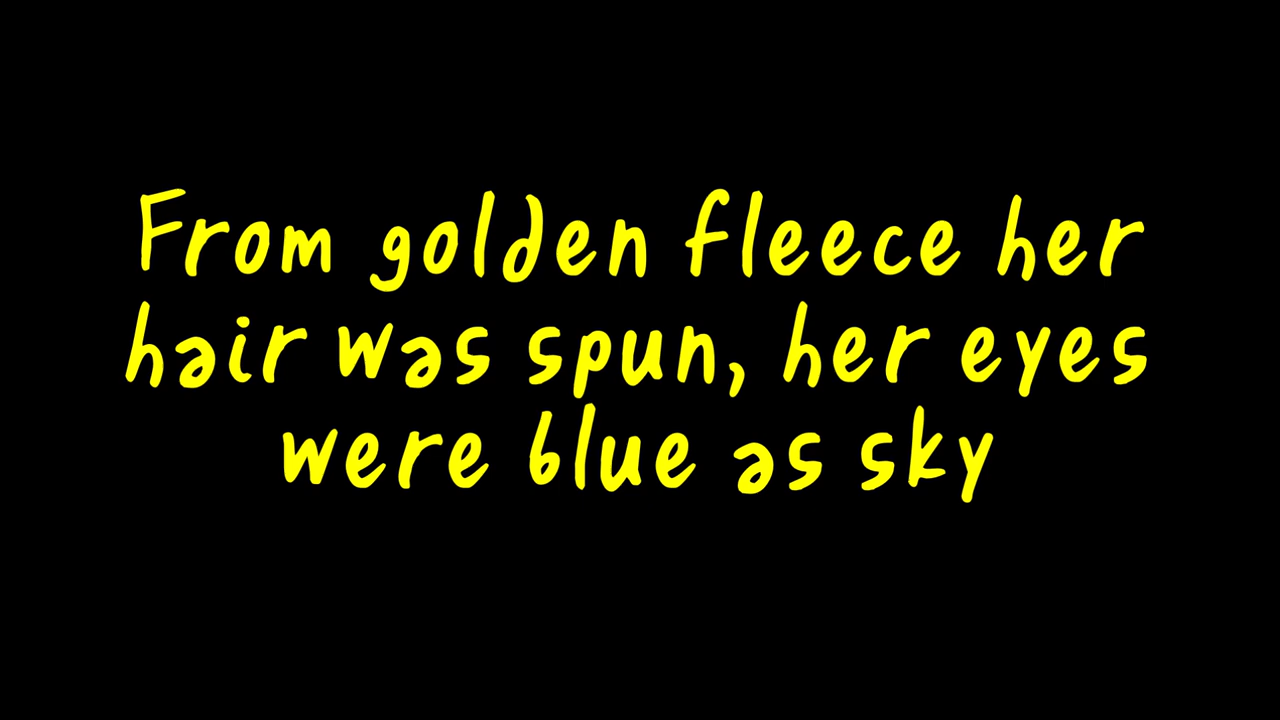 From golden fleece her
hair was spun, her eyes
were blue as sky